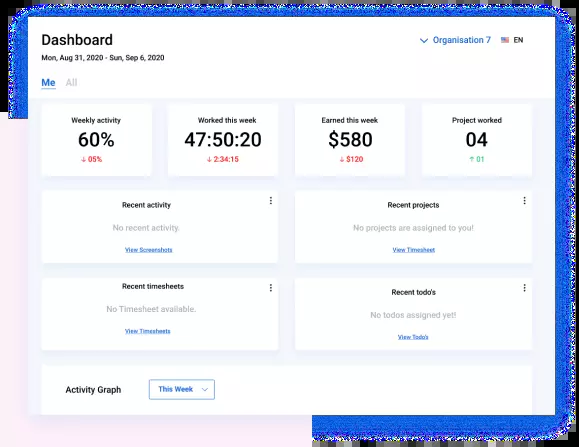 Dashboard
Organisation 7
EN
Mon, Aug 31, 2020 - Sun, Sep 6, 2020
Me
All
Weekly activity
60%
↓ 05%
Worked this week
47:50:20
↓ 2:34:15
Earned this week
$580
↓ $120
Project worked
04
↑ 01
Recent activity
No recent activity.
View Screenshots
Recent projects
No projects are assigned to you!
View Timesheet
Recent timesheets
No Timesheet available.
View Timesheets
Recent todo's
No todos assigned yet!
View Todo's
Activity Graph
This Week